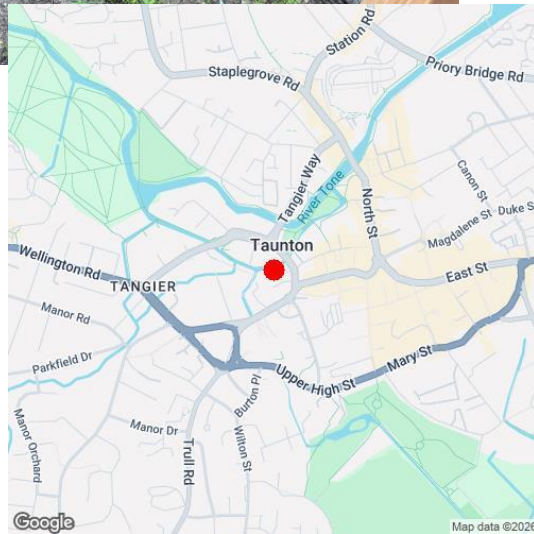 Station Rd
Staplegrove Rd
Priory Bridge Rd
Tangier Way
River Tone
North St
Canon St
Magdalene St
Duke S
Taunton
Wellington Rd
TANGIER
East St
Manor Rd
Parkfield Dr
Mary St
Upper High St
Burton Pl
Manor Dr
Wilton St
Trull Rd
Manor Orchard
Google
Map data ©2026